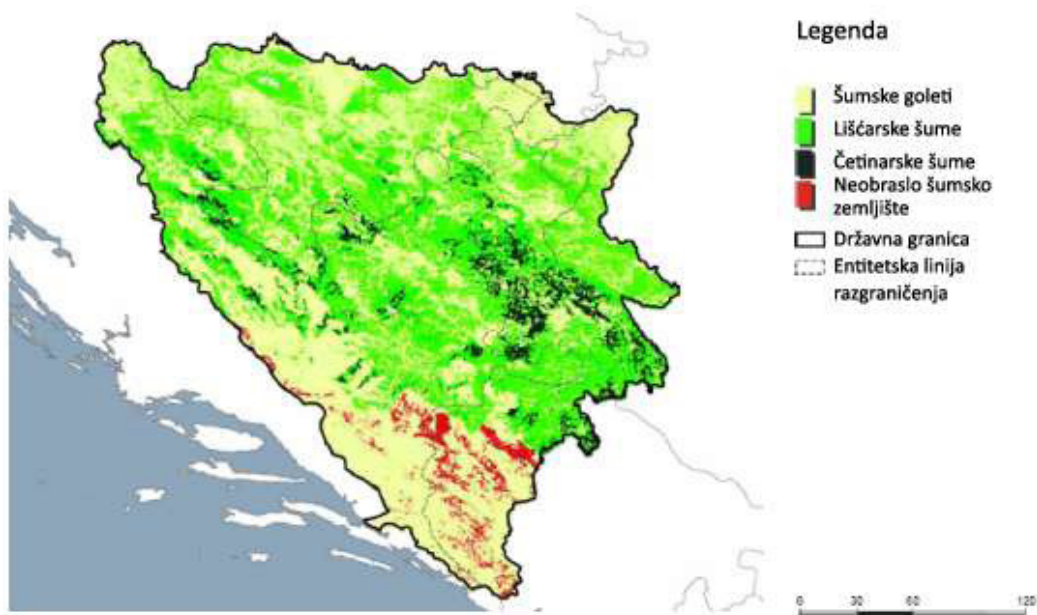 Legenda
Šumske goleti
Lišćarske šume
Četinarske šume
Neobraslo šumsko
zemljište
Državna granica
Entitetska linija
razgraničenja
0 30 60 120